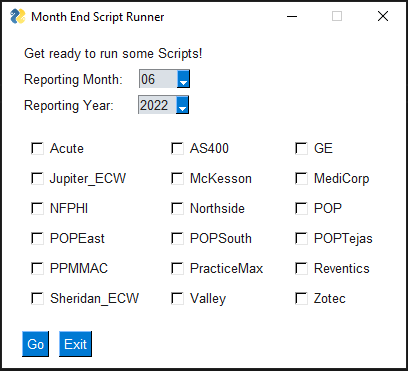 Month End Script Runner
Get ready to run some Scripts!
Reporting Month: 06
Reporting Year: 2022
Acute AS400 GE
Jupiter_ECW McKesson MediCorp
NFPHI Northside POP
POPEast POPSouth POPTejas
PPMMAC PracticeMax Reventics
Sheridan_ECW Valley Zotec
Go Exit